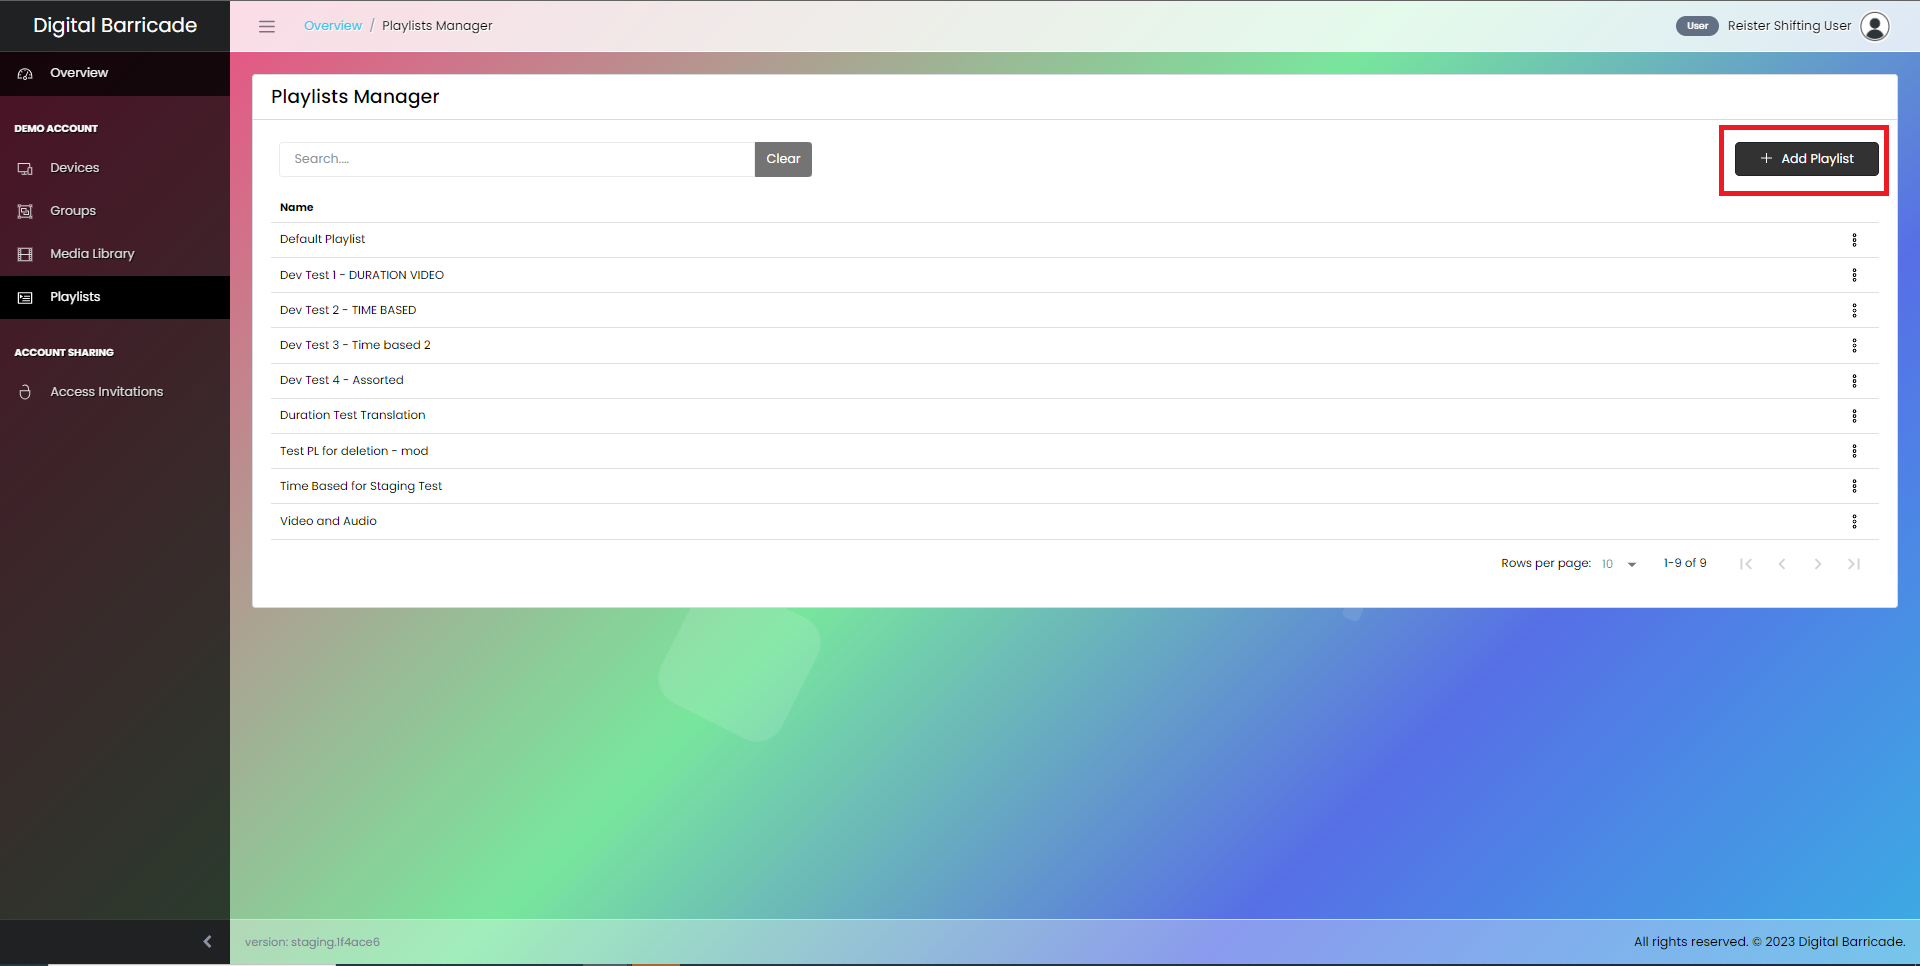 Digital Barricade
Overview / Playlists Manager
User Reister Shifting User
Overview
DEMO ACCOUNT
Devices
Groups
Media Library
Playlists
ACCOUNT SHARING
Access Invitations
Playlists Manager
Search....
Clear
+ Add Playlist
Name
Default Playlist
Dev Test 1 - DURATION VIDEO
Dev Test 2 - TIME BASED
Dev Test 3 - Time based 2
Dev Test 4 - Assorted
Duration Test Translation
Test PL for deletion - mod
Time Based for Staging Test
Video and Audio
Rows per page: 10 1-9 of 9
version: staging.1f4ace6
All rights reserved. © 2023 Digital Barricade.